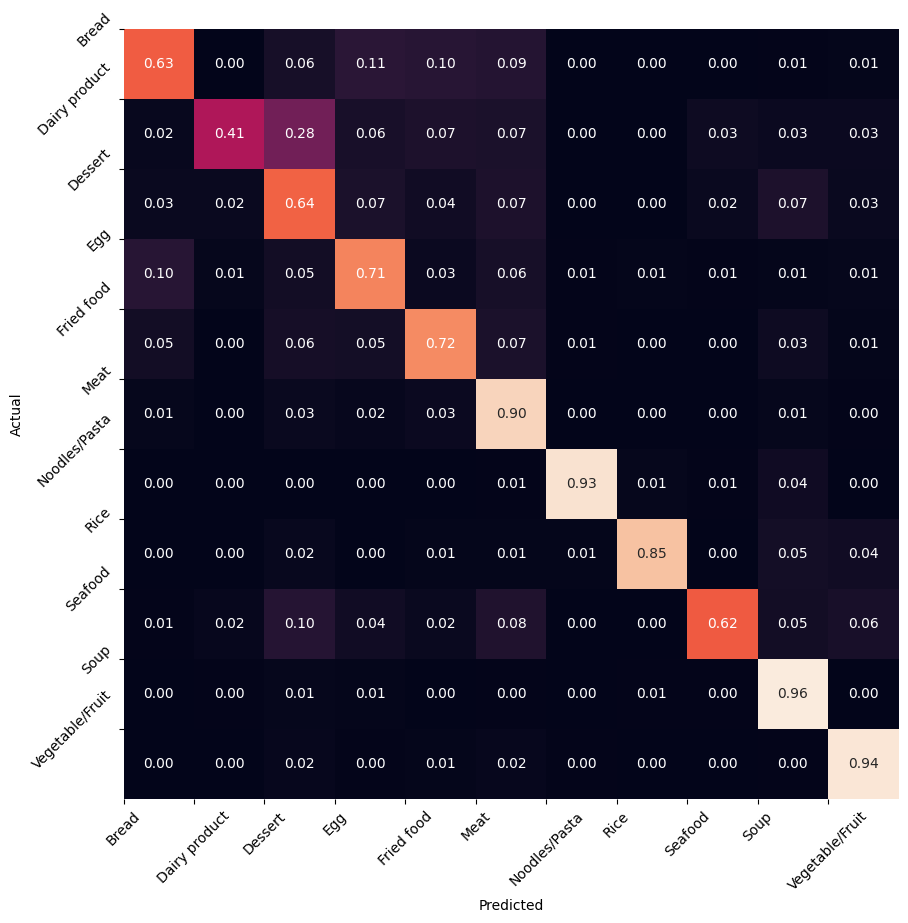 Bread
0.63 0.00 0.06 0.11 0.10 0.09 0.00 0.00 0.00 0.01 0.01
Dairy product
0.02 0.41 0.28 0.06 0.07 0.07 0.00 0.00 0.03 0.03 0.03
Dessert
0.03 0.02 0.64 0.07 0.04 0.07 0.00 0.00 0.02 0.07 0.03
Egg
0.10 0.01 0.05 0.71 0.03 0.06 0.01 0.01 0.01 0.01 0.01
Fried food
0.05 0.00 0.06 0.05 0.72 0.07 0.01 0.00 0.00 0.03 0.01
Meat
0.01 0.00 0.03 0.02 0.03 0.90 0.00 0.00 0.00 0.01 0.00
Noodles/Pasta
0.00 0.00 0.00 0.00 0.01 0.93 0.01 0.01 0.04 0.00
Rice
0.00 0.00 0.02 0.00 0.01 0.01 0.01 0.85 0.00 0.05 0.04
Seafood
0.01 0.02 0.10 0.04 0.02 0.08 0.00 0.00 0.62 0.05 0.06
Soup
0.00 0.00 0.01 0.01 0.00 0.00 0.00 0.01 0.00 0.96 0.00
Vegetable/Fruit
0.00 0.00 0.02 0.00 0.01 0.02 0.00 0.00 0.00 0.00 0.94
Actual
Bread Dairy product Dessert Egg Fried food Meat Noodles/Pasta Rice Seafood Soup Vegetable/Fruit
Predicted